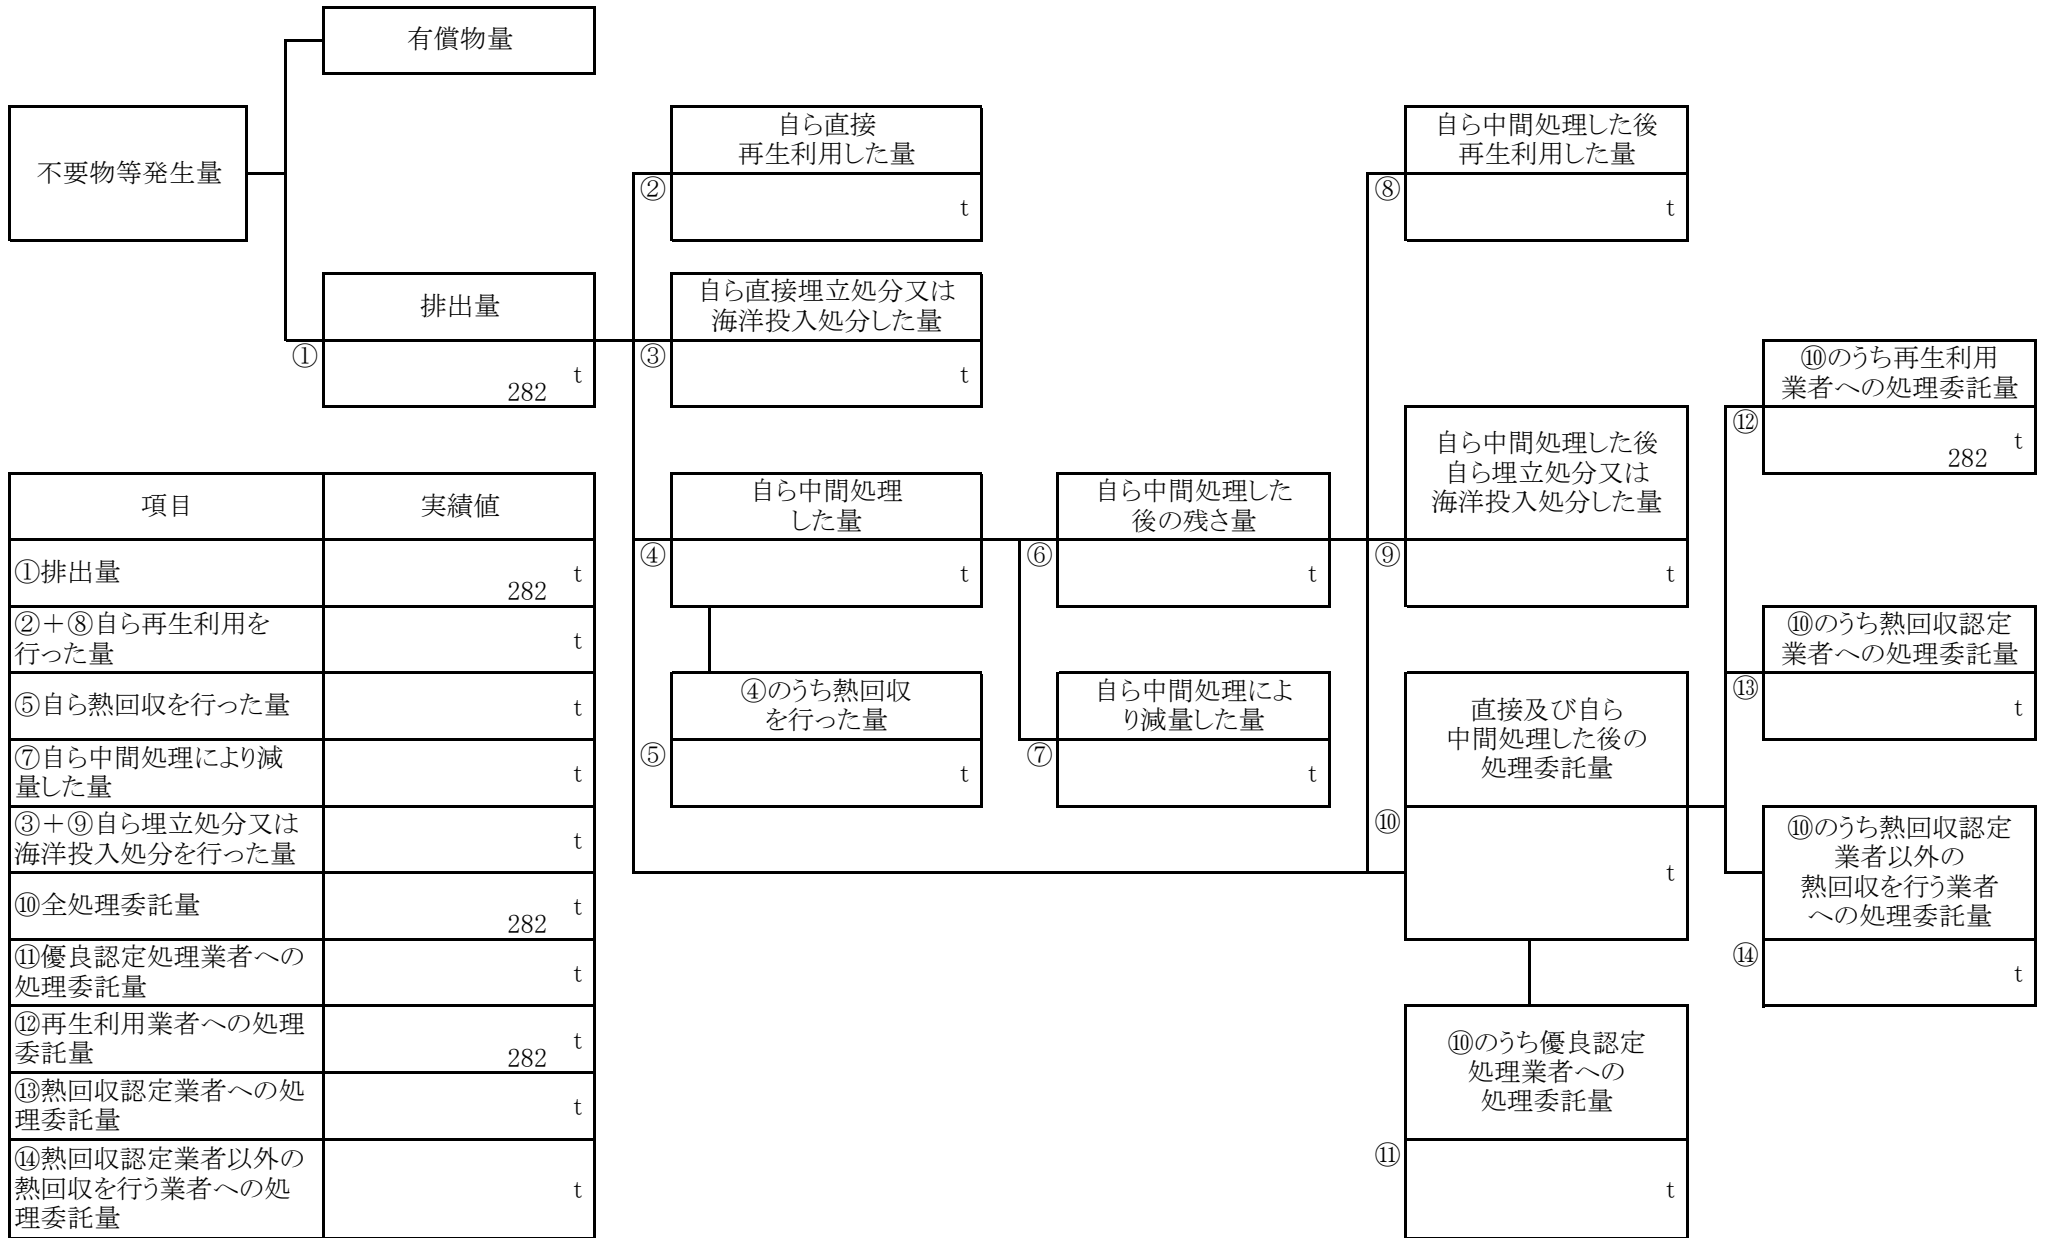 有償物量
不要物等発生量
排出量
①
t
282
自ら直接
再生利用した量
②
t
自ら直接埋立処分又は
海洋投入処分した量
③
t
自ら中間処理
した量
④
t
④のうち熱回収
を行った量
⑤
t
自ら中間処理した
後の残さ量
⑥
t
自ら中間処理によ
り減量した量
⑦
t
自ら中間処理した後
再生利用した量
⑧
t
自ら中間処理した後
自ら埋立処分又は
海洋投入処分した量
⑨
t
直接及び自ら
中間処理した後の
処理委託量
⑩
t
⑩のうち優良認定
処理業者への
処理委託量
⑪
t
⑩のうち再生利用
業者への処理委託量
⑫
t
282
⑩のうち熱回収認定
業者への処理委託量
⑬
t
⑩のうち熱回収認定
業者以外の
熱回収を行う業者
への処理委託量
⑭
t
項目 実績値
①排出量 t
282
②＋⑧自ら再生利用を
行った量 t
⑤自ら熱回収を行った量 t
⑦自ら中間処理により減
量した量 t
③＋⑨自ら埋立処分又は
海洋投入処分を行った量 t
⑩全処理委託量 t
282
⑪優良認定処理業者への
処理委託量 t
⑫再生利用業者への処理
委託量 t
282
⑬熱回収認定業者への処
理委託量 t
⑭熱回収認定業者以外の
熱回収を行う業者への処 t
理委託量